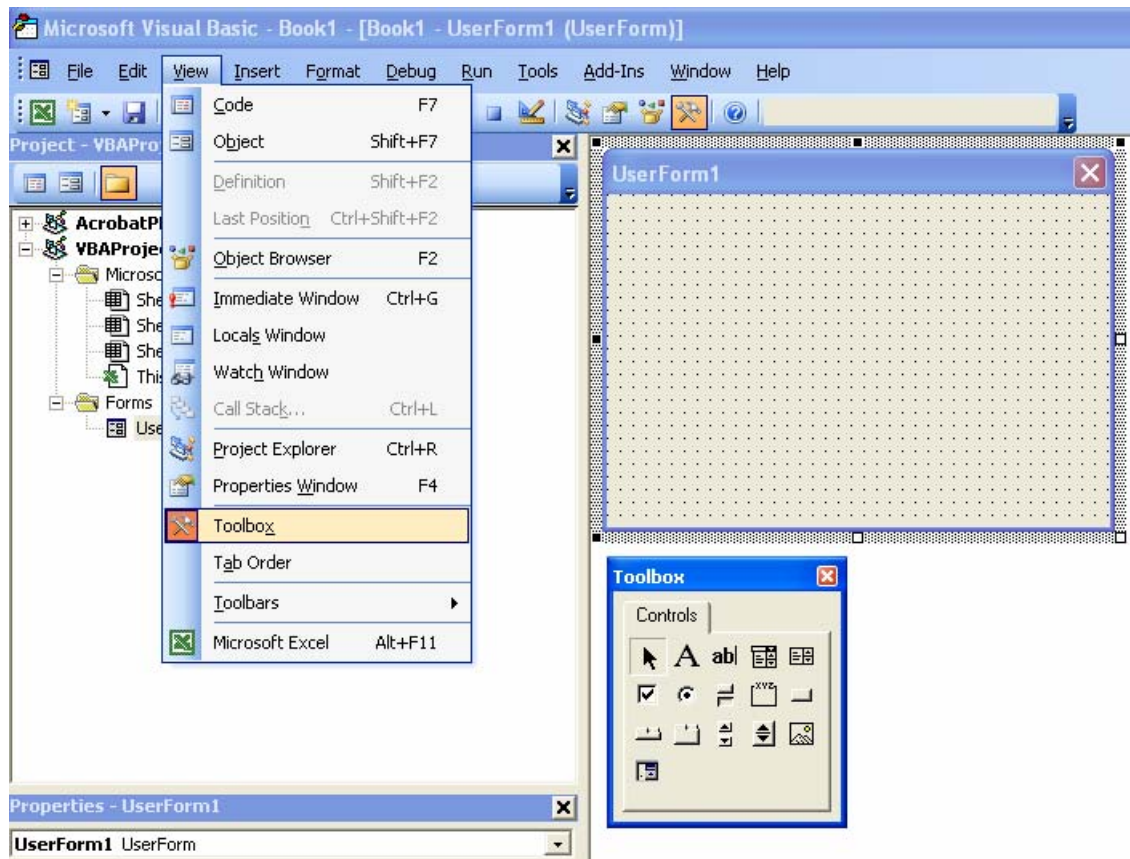 Microsoft Visual Basic - Book1 - [Book1 - UserForm1 (UserForm)]
File Edit View Insert Format Debug Run Tools Add-Ins Window Help
Code F7
Object Shift+F7
Definition Shift+F2
Last Position Ctrl+Shift+F2
Object Browser F2
Immediate Window Ctrl+G
Locals Window
Watch Window
Call Stack... Ctrl+L
Project Explorer Ctrl+R
Properties Window F4
Toolbox
Tab Order
Toolbars
Microsoft Excel Alt+F11
Project - VBAPro
AcrobatP
VBAProje
Microso
She
She
She
This
Forms
Use
Properties - UserForm1
UserForm1 UserForm
UserForm1
Toolbox
Controls
A ab
XYZ